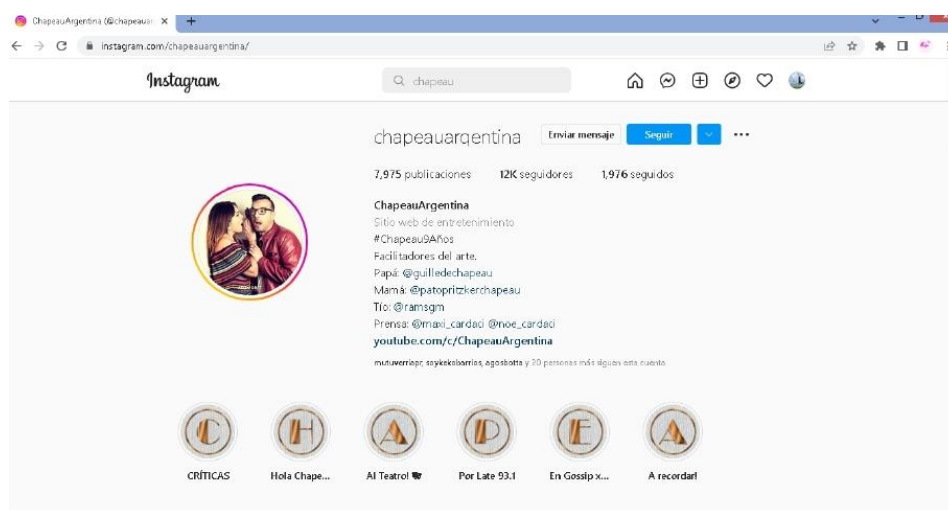 ChapeauArgentina (@chapeauar
instagram.com/chapeauargentina/
Instagram
chapeau
chapeauargentina Enviar mensaje Seguir
7,975 publicaciones 12K seguidores 1,976 seguidos
ChapeauArgentina
Sitio web de entretenimiento
#Chapeau9Años
Facilitadores del arte.
Papá: @guilledechapeau
Mamá: @patopritzkerchapeau
Tío: @ramsgm
Prensa: @maxi_cardaci @noe_cardaci
youtube.com/c/ChapeauArgentina
mutuverriepr, soykekobarrios, agosbotta y 20 personas más siguen esta cuenta
C H A P E A
CRÍTICAS Hola Chape... Al Teatro! Por Late 93.1 En Gossip x... A recordar!